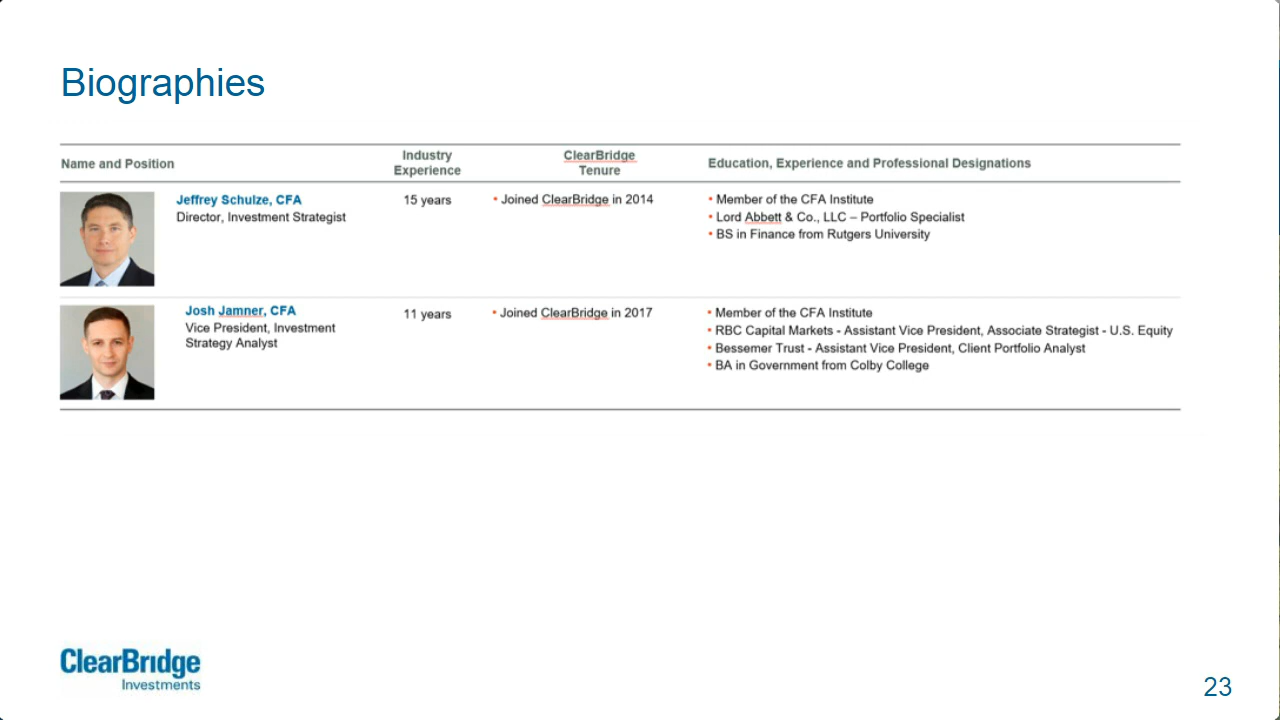 Biographies
Name and Position
Industry
Experience
ClearBridge
Tenure
Education, Experience and Professional Designations
Jeffrey Schulze, CFA
Director, Investment Strategist
15 years
• Joined ClearBridge in 2014
• Member of the CFA Institute
• Lord Abbett & Co., LLC – Portfolio Specialist
• BS in Finance from Rutgers University
Josh Jamner, CFA
Vice President, Investment
Strategy Analyst
11 years
• Joined ClearBridge in 2017
• Member of the CFA Institute
• RBC Capital Markets - Assistant Vice President, Associate Strategist - U.S. Equity
• Bessemer Trust - Assistant Vice President, Client Portfolio Analyst
• BA in Government from Colby College
ClearBridge
Investments
23